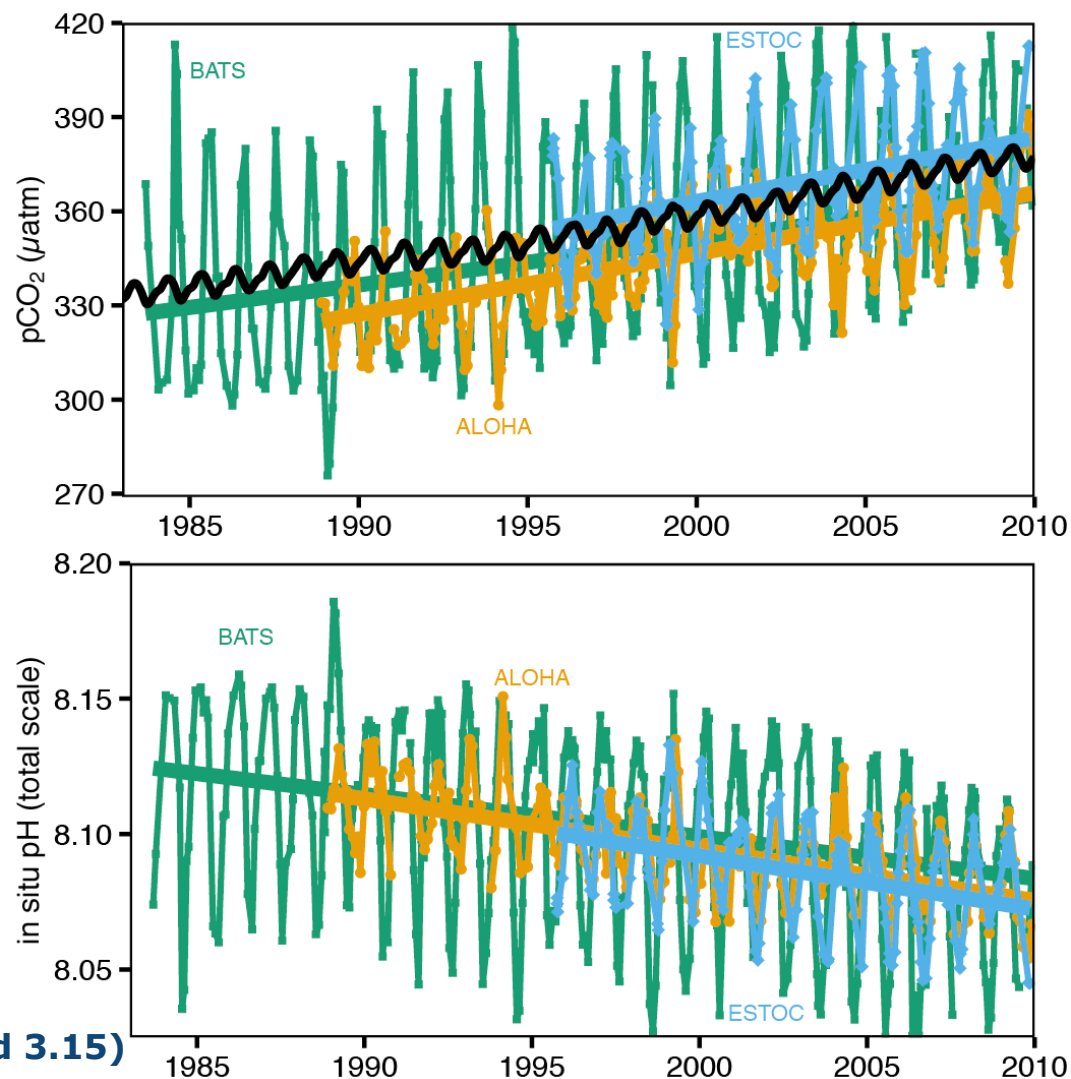 420
390
360
330
300
270
pCO₂ (μatm)
BATS
ESTOC
ALOHA
1985 1990 1995 2000 2005 2010
8.20
8.15
8.10
8.05
in situ pH (total scale)
BATS
ALOHA
ESTOC
d 3.15)
1985 1990 1995 2000 2005 2010